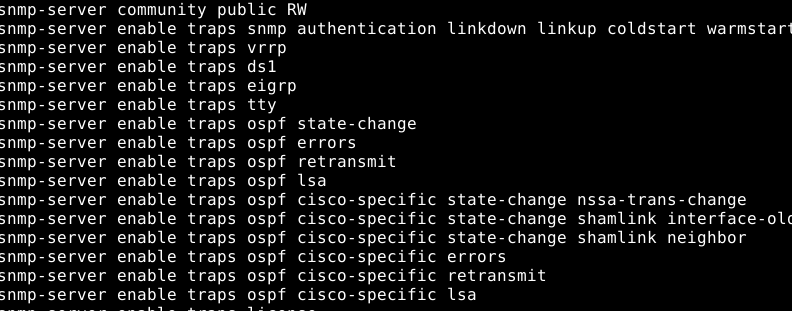 snmp-server community public RW
snmp-server enable traps snmp authentication linkdown linkup coldstart warmstart
snmp-server enable traps vrrp
snmp-server enable traps ds1
snmp-server enable traps eigrp
snmp-server enable traps tty
snmp-server enable traps ospf state-change
snmp-server enable traps ospf errors
snmp-server enable traps ospf retransmit
snmp-server enable traps ospf lsa
snmp-server enable traps ospf cisco-specific state-change nssa-trans-change
snmp-server enable traps ospf cisco-specific state-change shamlink interface-old
snmp-server enable traps ospf cisco-specific state-change shamlink neighbor
snmp-server enable traps ospf cisco-specific errors
snmp-server enable traps ospf cisco-specific retransmit
snmp-server enable traps ospf cisco-specific lsa